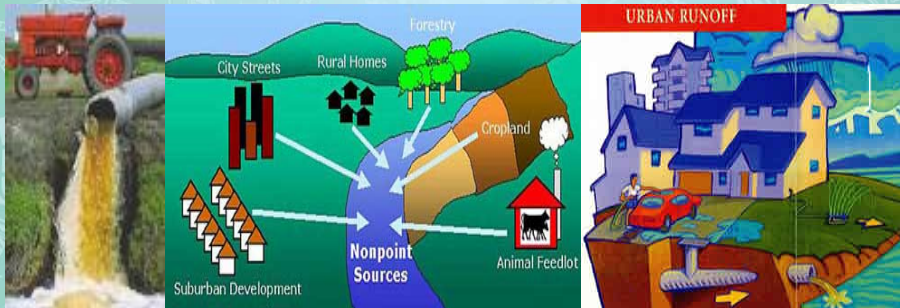 URBAN RUNOFF
Forestry
City Streets
Rural Homes
Cropland
Nonpoint
Sources
Animal Feedlot
Suburban Development